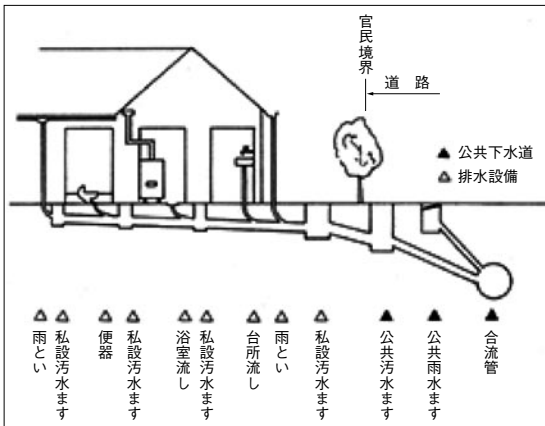 官民境界
道路
▲ 公共下水道
△ 排水設備
雨とい
私設汚水ます
便器
私設汚水ます
浴室流し
私設汚水ます
台所流し
雨とい
私設汚水ます
公共汚水ます
公共雨水ます
合流管